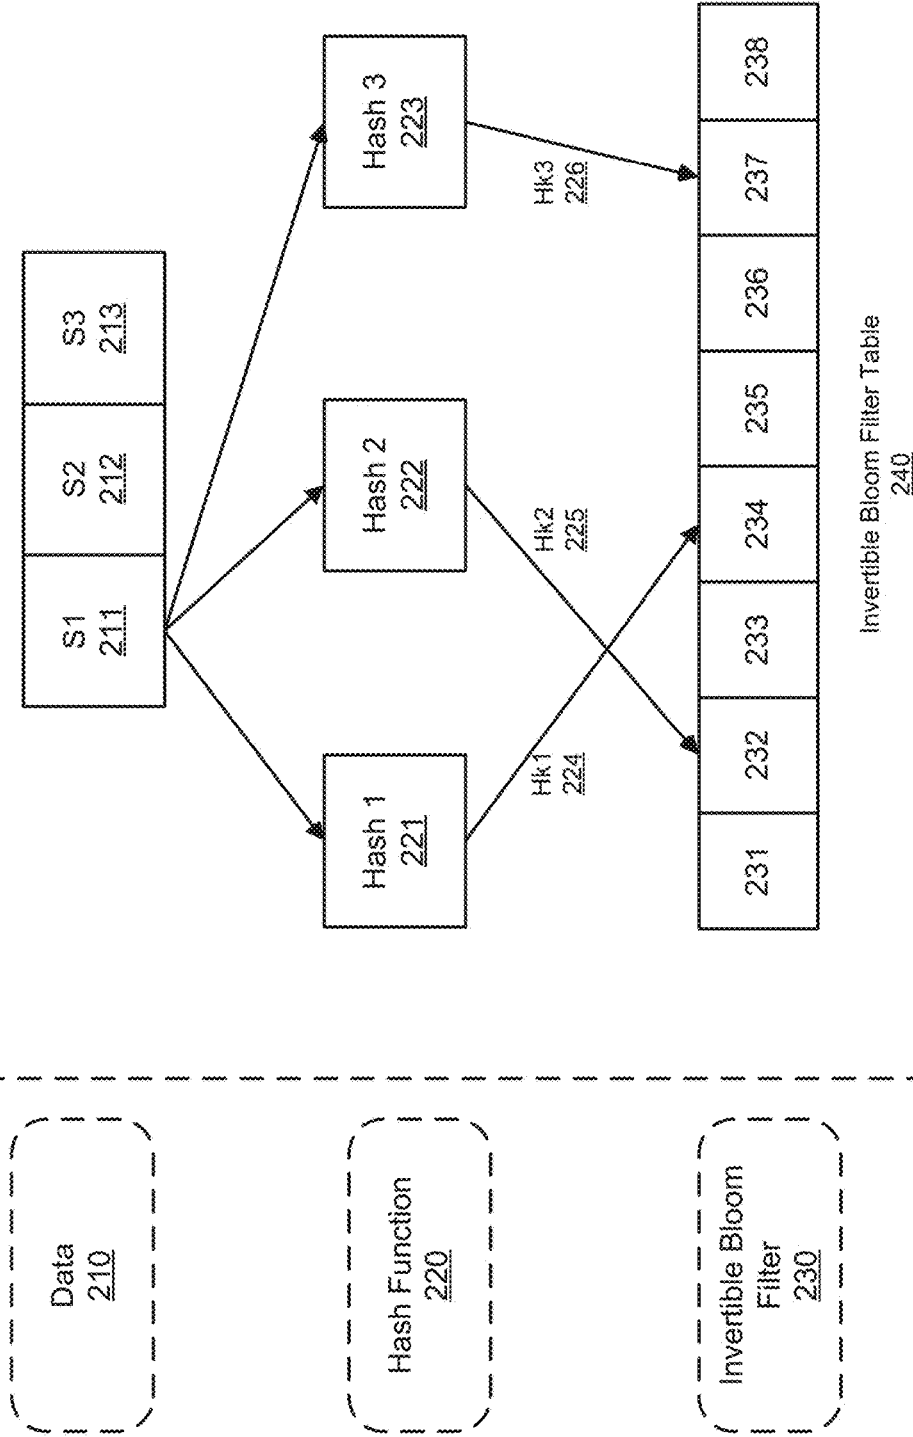 Data
210
S1
211
S2
212
S3
213
Hash Function
220
Hash 1
221
Hash 2
222
Hash 3
223
Hk1
224
Hk2
225
Hk3
226
Invertible Bloom
Filter
230
231
232
233
234
235
236
237
238
Invertible Bloom Filter Table
240